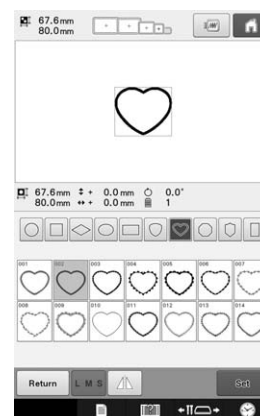 67.6mm
80.0mm
67.6mm + 0.0mm 0.0°
80.0mm + 0.0mm 1
001 002 003 004 005 006 007
008 009 010 011 012 013 014
Return L M S Set